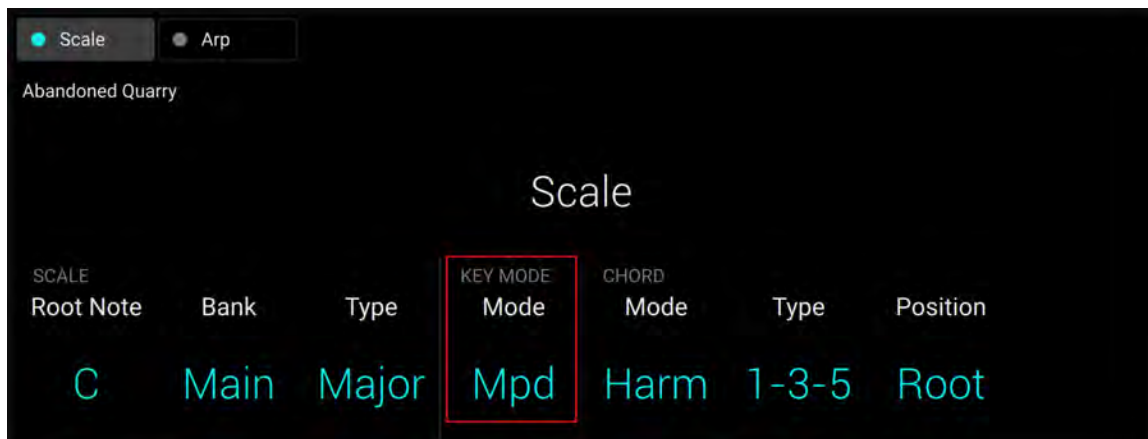 Scale Arp
Abandoned Quarry
Scale
SCALE KEY MODE CHORD
Root Note Bank Type Mode Mode Type Position
C Main Major Mpd Harm 1-3-5 Root